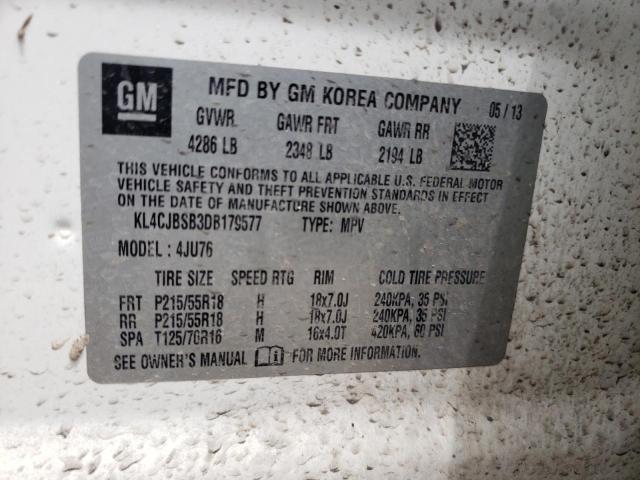 GM
MFD BY GM KOREA COMPANY 05/13
GVWR GAWR FRT GAWR RR
4286 LB 2348 LB 2194 LB
THIS VEHICLE CONFORMS TO ALL APPLICABLE U.S. FEDERAL MOTOR
VEHICLE SAFETY AND THEFT PREVENTION STANDARDS IN EFFECT
ON THE DATE OF MANUFACTURE SHOWN ABOVE.
KL4CJBSB3DB179577 TYPE: MPV
MODEL: 4JU76
TIRE SIZE SPEED RTG RIM COLD TIRE PRESSURE
FRT P215/55R18 H 18x7.0J 240KPA, 35 PSI
RR P215/55R18 H 18x7.0J 240KPA, 35 PSI
SPA T125/70R16 M 16x4.0T 420KPA, 60 PSI
SEE OWNER'S MANUAL FOR MORE INFORMATION.